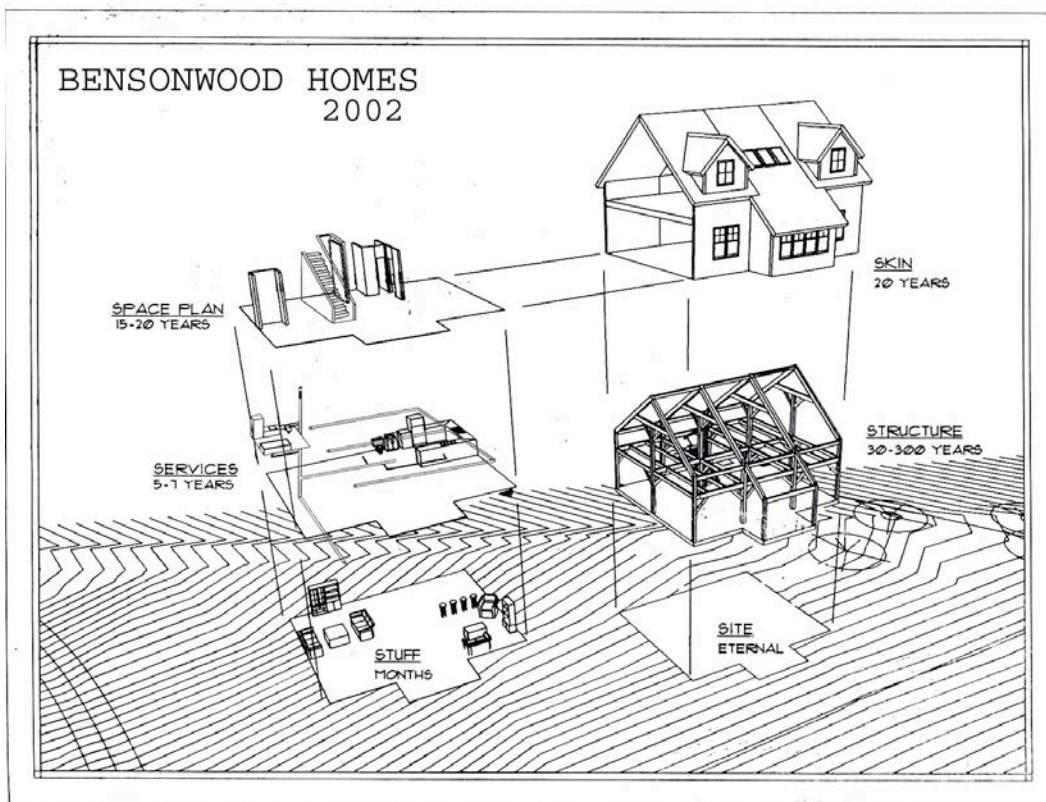 BENSONWOOD HOMES
2002
SKIN
20 YEARS
SPACE PLAN
15-20 YEARS
STRUCTURE
30-300 YEARS
SERVICES
5-7 YEARS
SITE
ETERNAL
STUFF
MONTHS